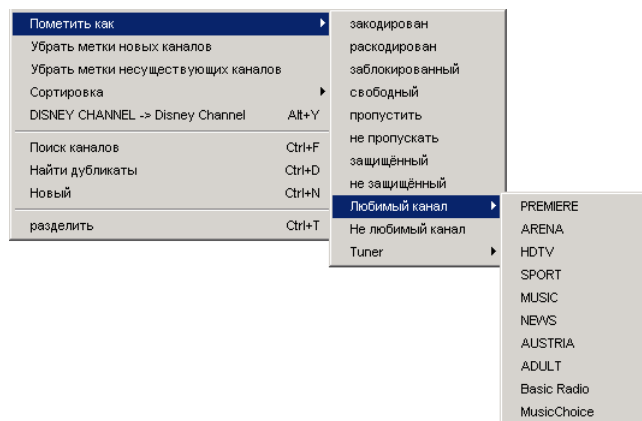 Пометить как
Убрать метки новых каналов
Убрать метки несуществующих каналов
Сортировка
DISNEY CHANNEL -> Disney Channel Alt+Y
Поиск каналов Ctrl+F
Найти дубликаты Ctrl+D
Новый Ctrl+N
разделить Ctrl+T
закодирован
раскодирован
заблокированный
свободный
пропустить
не пропускать
защищённый
не защищённый
Любимый канал
Не любимый канал
Tuner
PREMIERE
ARENA
HDTV
SPORT
MUSIC
NEWS
AUSTRIA
ADULT
Basic Radio
MusicChoice